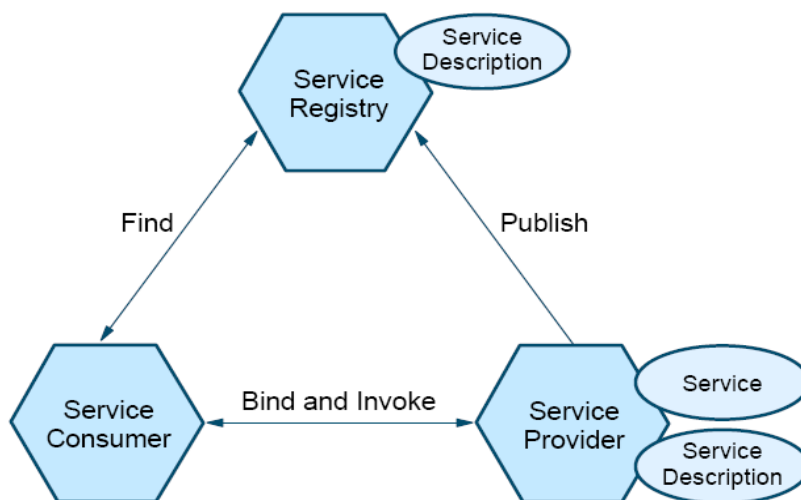 Service
Description
Service
Registry
Find
Publish
Service
Consumer
Bind and Invoke
Service
Provider
Service
Service
Description